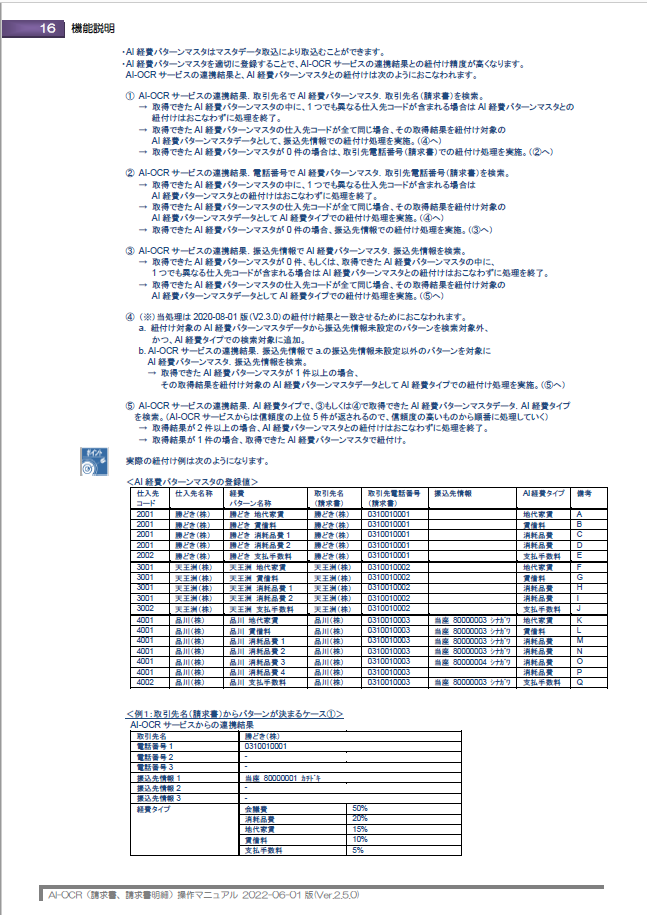 16 機能説明
・AI 経費パターンマスタはマスタデータ取込により取込むことができます。
・AI 経費パターンマスタを適切に登録することで、AI-OCR サービスの連携結果との紐付け精度が高くなります。
AI-OCR サービスの連携結果と、AI 経費パターンマスタとの紐付けは次のようにおこなわれます。
① AI-OCR サービスの連携結果．取引先名で AI 経費パターンマスタ．取引先名（請求書）を検索。
→ 取得できた AI 経費パターンマスタの中に、1 つでも異なる仕入先コードが含まれる場合は AI 経費パターンマスタとの
紐付けはおこなわずに処理を終了。
→ 取得できた AI 経費パターンマスタの仕入先コードが全て同じ場合、その取得結果を紐付け対象の
AI 経費パターンマスタデータとして、振込先情報での紐付け処理を実施。（④へ）
→ 取得できた AI 経費パターンマスタが 0 件の場合は、取引先電話番号（請求書）での紐付け処理を実施。（②へ）
② AI-OCR サービスの連携結果．電話番号で AI 経費パターンマスタ．取引先電話番号（請求書）を検索。
→ 取得できた AI 経費パターンマスタの中に、1 つでも異なる仕入先コードが含まれる場合は
AI 経費パターンマスタとの紐付けはおこなわずに終了。
→ 取得できた AI 経費パターンマスタの仕入先コードが全て同じ場合、その取得結果を紐付け対象の
AI 経費パターンマスタデータとして AI 経費タイプでの紐付け処理を実施。（④へ）
→ 取得できた AI 経費パターンマスタが 0件の場合、振込先情報での紐付け処理を実施。（③へ）
③ AI-OCR サービスの連携結果．振込先情報で AI 経費パターンマスタ．振込先情報を検索。
→ 取得できた AI 経費パターンマスタが 0 件、もしくは、取得できた AI 経費パターンマスタの中に、
1 つでも異なる仕入先コードが含まれる場合は AI 経費パターンマスタとの紐付けはおこなわずに処理を終了。
→ 取得できた AI 経費パターンマスタの仕入先コードが全て同じ場合、その取得結果を紐付け対象の
AI 経費パターンマスタデータとして AI 経費タイプでの紐付け処理を実施。（⑤へ）
④ （※）当処理は 2020-08-01 版（V2.3.0）の紐付け結果と一致させるためにおこなわれます。
a. 紐付け対象の AI 経費パターンマスタデータから振込先情報未設定のパターンを検索対象外、
かつ、AI 経費タイプでの検索対象に追加。
b. AI-OCR サービスの連携結果．振込先情報で a.の振込先情報未設定以外のパターンを対象に
AI 経費パターンマスタ．振込先情報を検索。
→ 取得できた AI 経費パターンマスタが 1 件以上の場合、
その取得結果を紐付け対象の AI 経費パターンマスタデータとして AI 経費タイプでの紐付け処理を実施。（⑤へ）
⑤ AI-OCR サービスの連携結果．AI 経費タイプで、③もしくは④で取得できた AI 経費パターンマスタデータ．AI 経費タイプ
を検索。（AI-OCR サービスからは信頼度の上位 5 件が返されるので、信頼度の高いものから順番に処理していく）
→ 取得結果が 2 件以上の場合、AI 経費パターンマスタとの紐付けはおこなわずに処理を終了。
→ 取得結果が 1 件の場合、取得できた AI 経費パターンマスタで紐付け。
ポイント
実際の紐付け例は次のようになります。
＜AI 経費パターンマスタの登録値＞
仕入先コード 仕入先名称 経費パターン名称 取引先名（請求書） 取引先電話番号（請求書） 振込先情報 AI経費タイプ 備考
2001 勝どき（株） 勝どき 地代家賃 勝どき（株） 0310010001 地代家賃 A
2001 勝どき（株） 勝どき 賃借料 勝どき（株） 0310010001 賃借料 B
2001 勝どき（株） 勝どき 消耗品費 1 勝どき（株） 0310010001 消耗品費 C
2001 勝どき（株） 勝どき 消耗品費 2 勝どき（株） 0310010001 消耗品費 D
2002 勝どき（株） 勝どき 支払手数料 勝どき（株） 0310010001 支払手数料 E
3001 天王洲（株） 天王洲 地代家賃 天王洲（株） 0310010002 地代家賃 F
3001 天王洲（株） 天王洲 賃借料 天王洲（株） 0310010002 賃借料 G
3001 天王洲（株） 天王洲 消耗品費 1 天王洲（株） 0310010002 消耗品費 H
3001 天王洲（株） 天王洲 消耗品費 2 天王洲（株） 0310010002 消耗品費 I
3002 天王洲（株） 天王洲 支払手数料 天王洲（株） 0310010002 支払手数料 J
4001 品川（株） 品川 地代家賃 品川（株） 0310010003 当座 80000003 ｼﾅｶﾞﾜ 地代家賃 K
4001 品川（株） 品川 賃借料 品川（株） 0310010003 当座 80000003 ｼﾅｶﾞﾜ 賃借料 L
4001 品川（株） 品川 消耗品費 1 品川（株） 0310010003 当座 80000003 ｼﾅｶﾞﾜ 消耗品費 M
4001 品川（株） 品川 消耗品費 2 品川（株） 0310010003 当座 80000003 ｼﾅｶﾞﾜ 消耗品費 N
4001 品川（株） 品川 消耗品費 3 品川（株） 0310010003 当座 80000004 ｼﾅｶﾞﾜ 消耗品費 O
4001 品川（株） 品川 消耗品費 4 品川（株） 0310010003 消耗品費 P
4002 品川（株） 品川 支払手数料 品川（株） 0310010003 当座 80000003 ｼﾅｶﾞﾜ 支払手数料 Q
＜例 1：取引先名（請求書）からパターンが決まるケース①＞
AI-OCR サービスからの連携結果
取引先名 勝どき（株）
電話番号 1 0310010001
電話番号 2 -
電話番号 3 -
振込先情報 1 当座 80000001 ｶﾁﾄﾞｷ
振込先情報 2 -
振込先情報 3 -
経費タイプ 会議費 50%
消耗品費 20%
地代家賃 15%
賃借料 10%
支払手数料 5%
AI-OCR（請求書、請求書明細）操作マニュアル 2022-06-01 版(Ver.2.5.0)